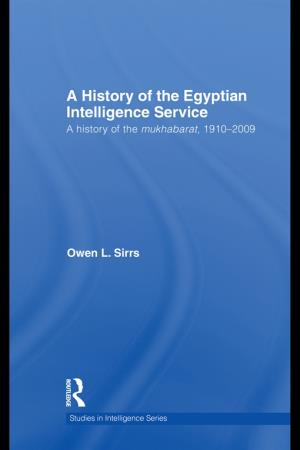 A History of the Egyptian
Intelligence Service
A history of the mukhabarat, 1910–2009
Owen L. Sirrs
ROUTLEDGE
Studies in Intelligence Series